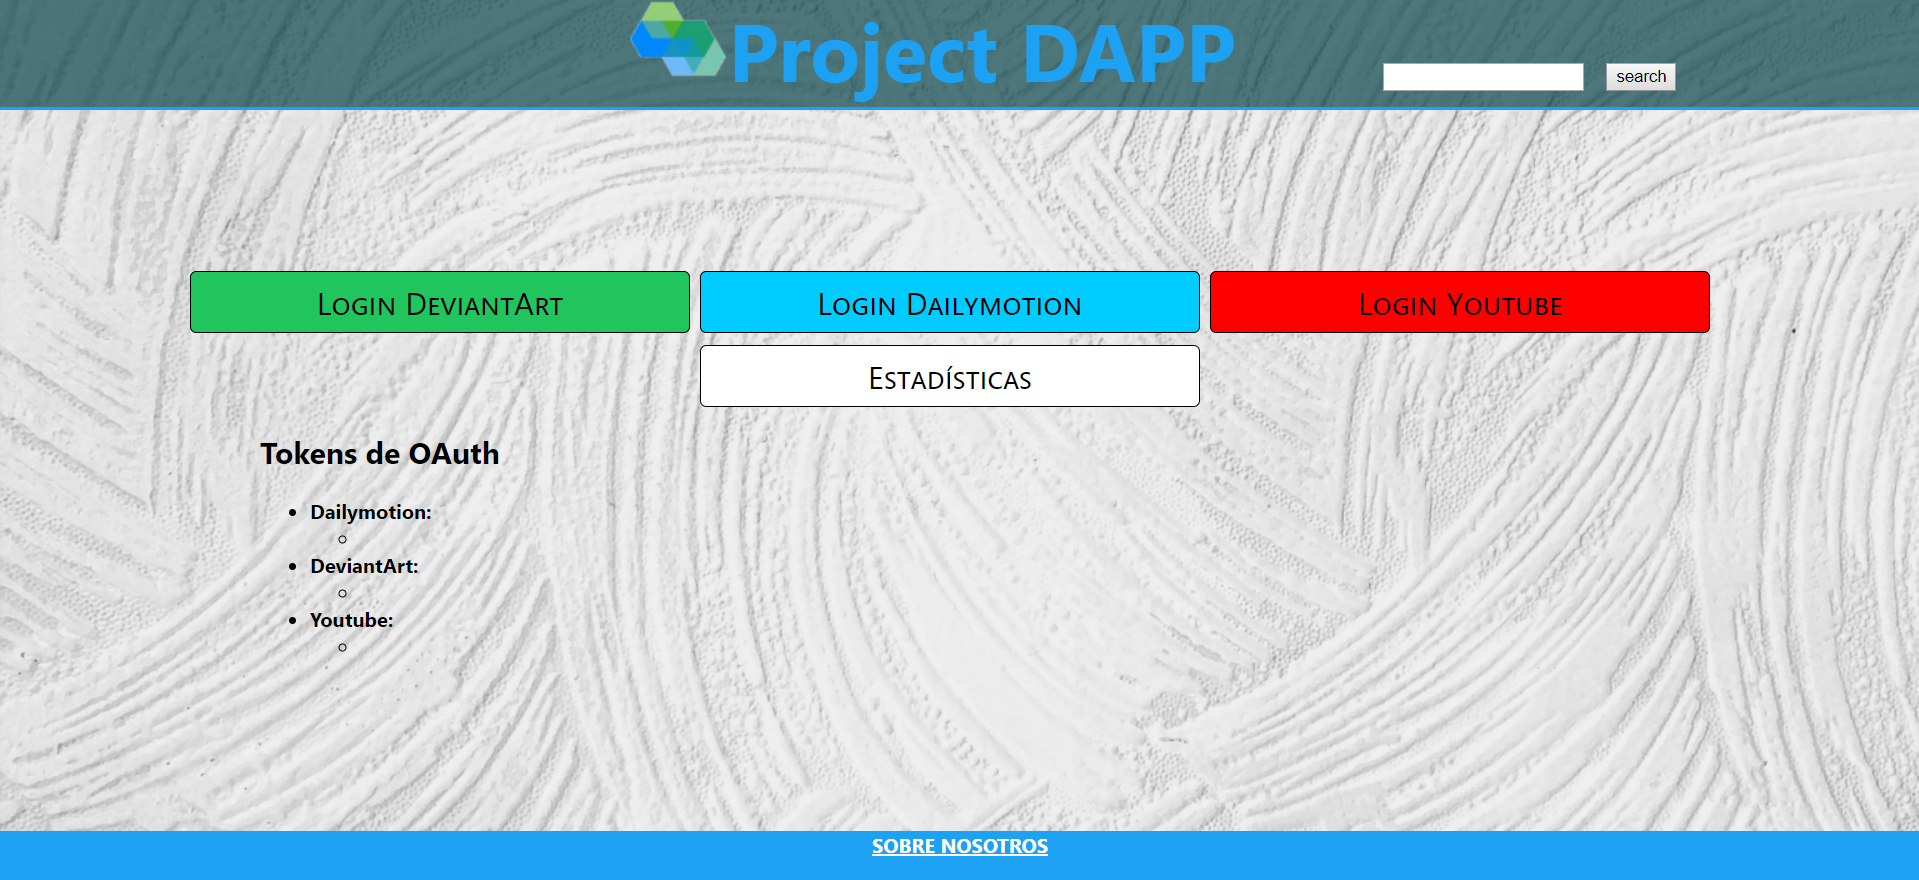 Project DAPP
search
Login DeviantArt
Login Dailymotion
Login Youtube
Estadísticas
Tokens de OAuth
Dailymotion:
DeviantArt:
Youtube:
SOBRE NOSOTROS